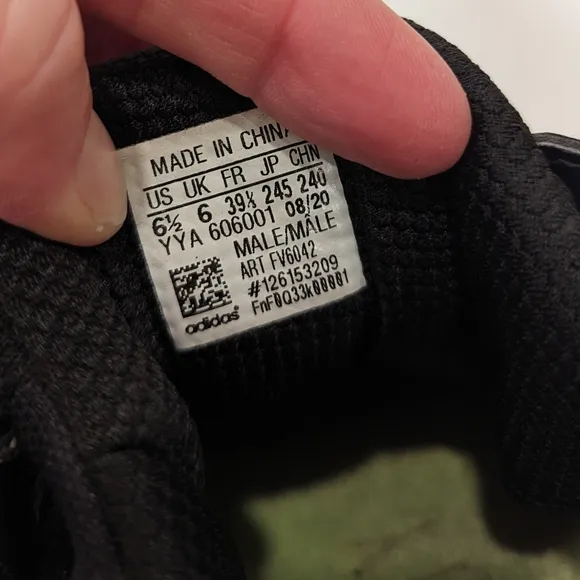 MADE IN CHINA
US UK FR JP CHN
6½ 6 39⅓ 245 240
YYA 606001 08/20
MALE/MÂLE
ART FV6042
#126153209
FnF0Q33k00001
adidas